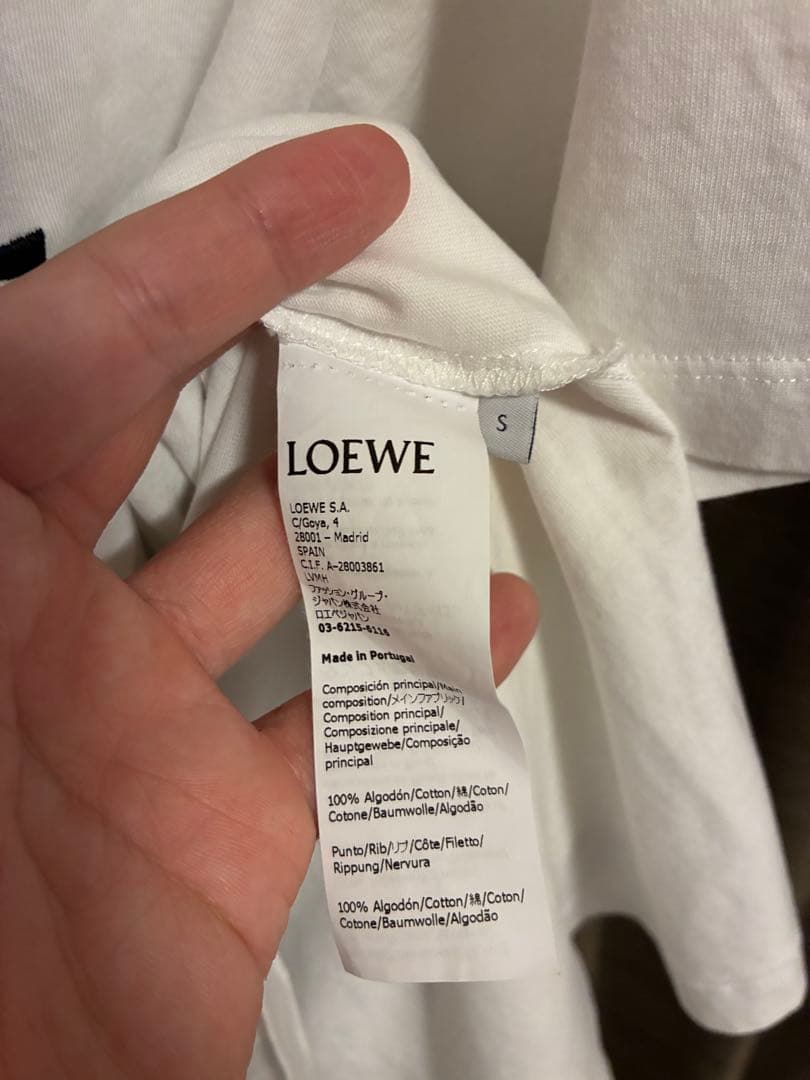 S
LOEWE
LOEWE S.A.
C/Goya, 4
28001 – Madrid
SPAIN
C.I.F. A-28003861
LVMH
ファッション・グループ・
ジャパン株式会社
ロエベジャパン
03-6215-6116
Made in Portugal
Composición principal/Main
composition/メインファブリック/
Composition principal/
Composizione principale/
Hauptgewebe/Composição
principal
100% Algodón/Cotton/綿/Coton/
Cotone/Baumwolle/Algodão
Punto/Rib/リブ/Côte/Filetto/
Rippung/Nervura
100% Algodón/Cotton/綿/Coton/
Cotone/Baumwolle/Algodão